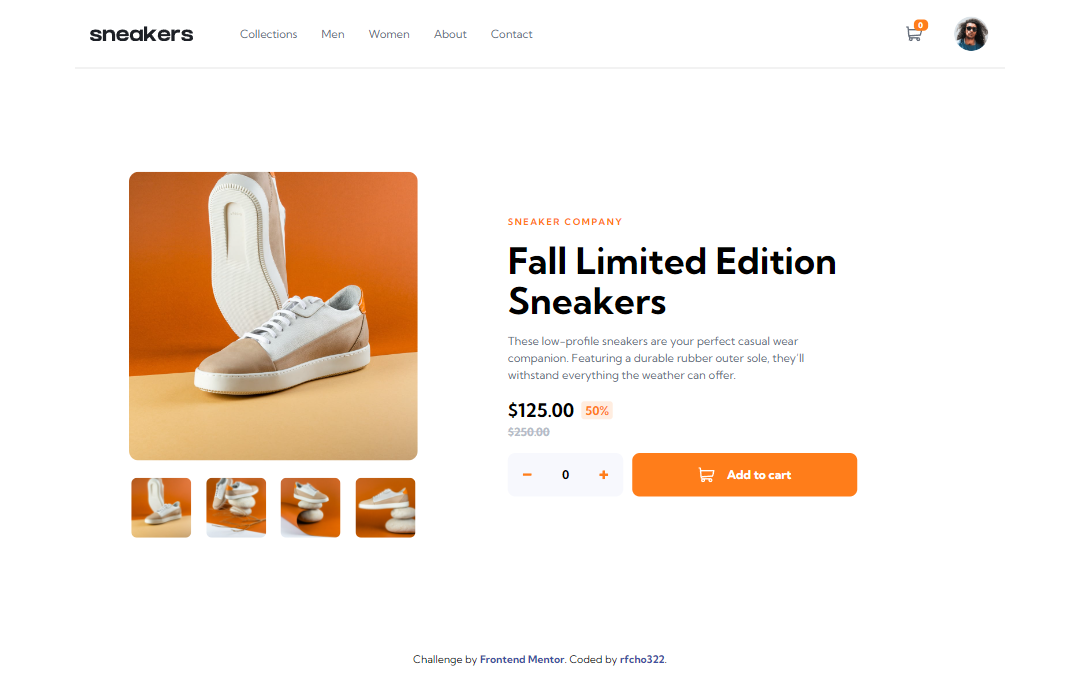 sneakers Collections Men Women About Contact 0
SNEAKER COMPANY
Fall Limited Edition
Sneakers
These low-profile sneakers are your perfect casual wear
companion. Featuring a durable rubber outer sole, they'll
withstand everything the weather can offer.
$125.00 50%
$250.00
− 0 + Add to cart
Challenge by Frontend Mentor. Coded by rfcho322.